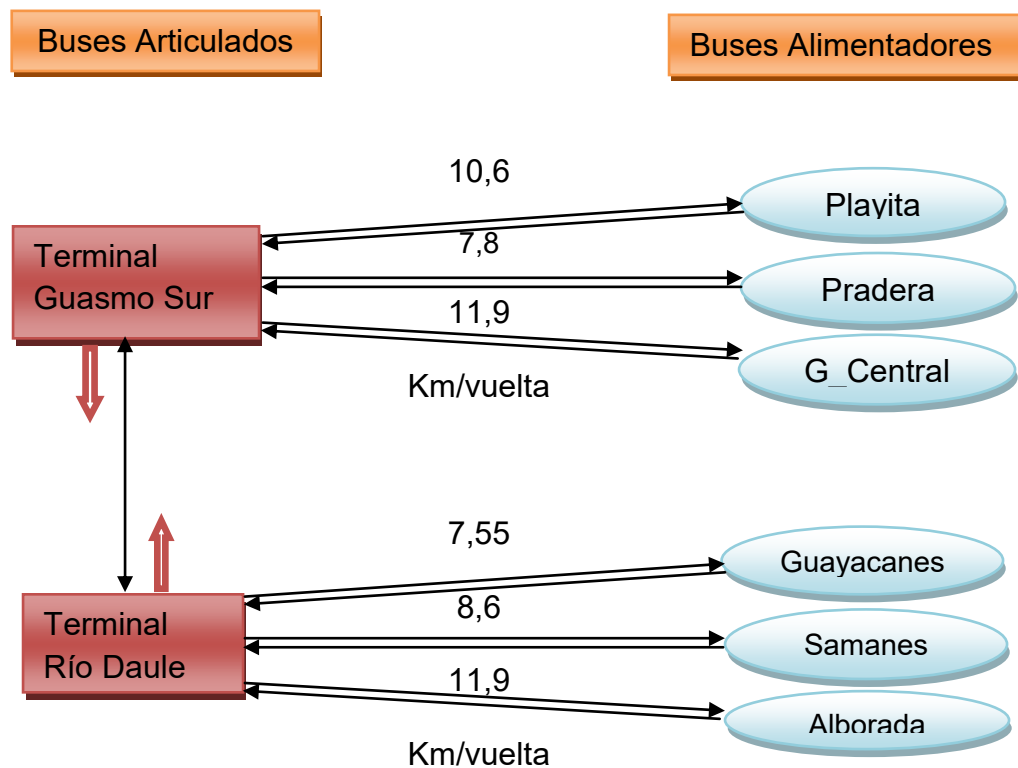 Buses Articulados
Buses Alimentadores
10,6
Playita
7,8
Terminal
Guasmo Sur
Pradera
11,9
G_Central
Km/vuelta
7,55
Guayacanes
8,6
Terminal
Río Daule
Samanes
11,9
Alborada
Km/vuelta